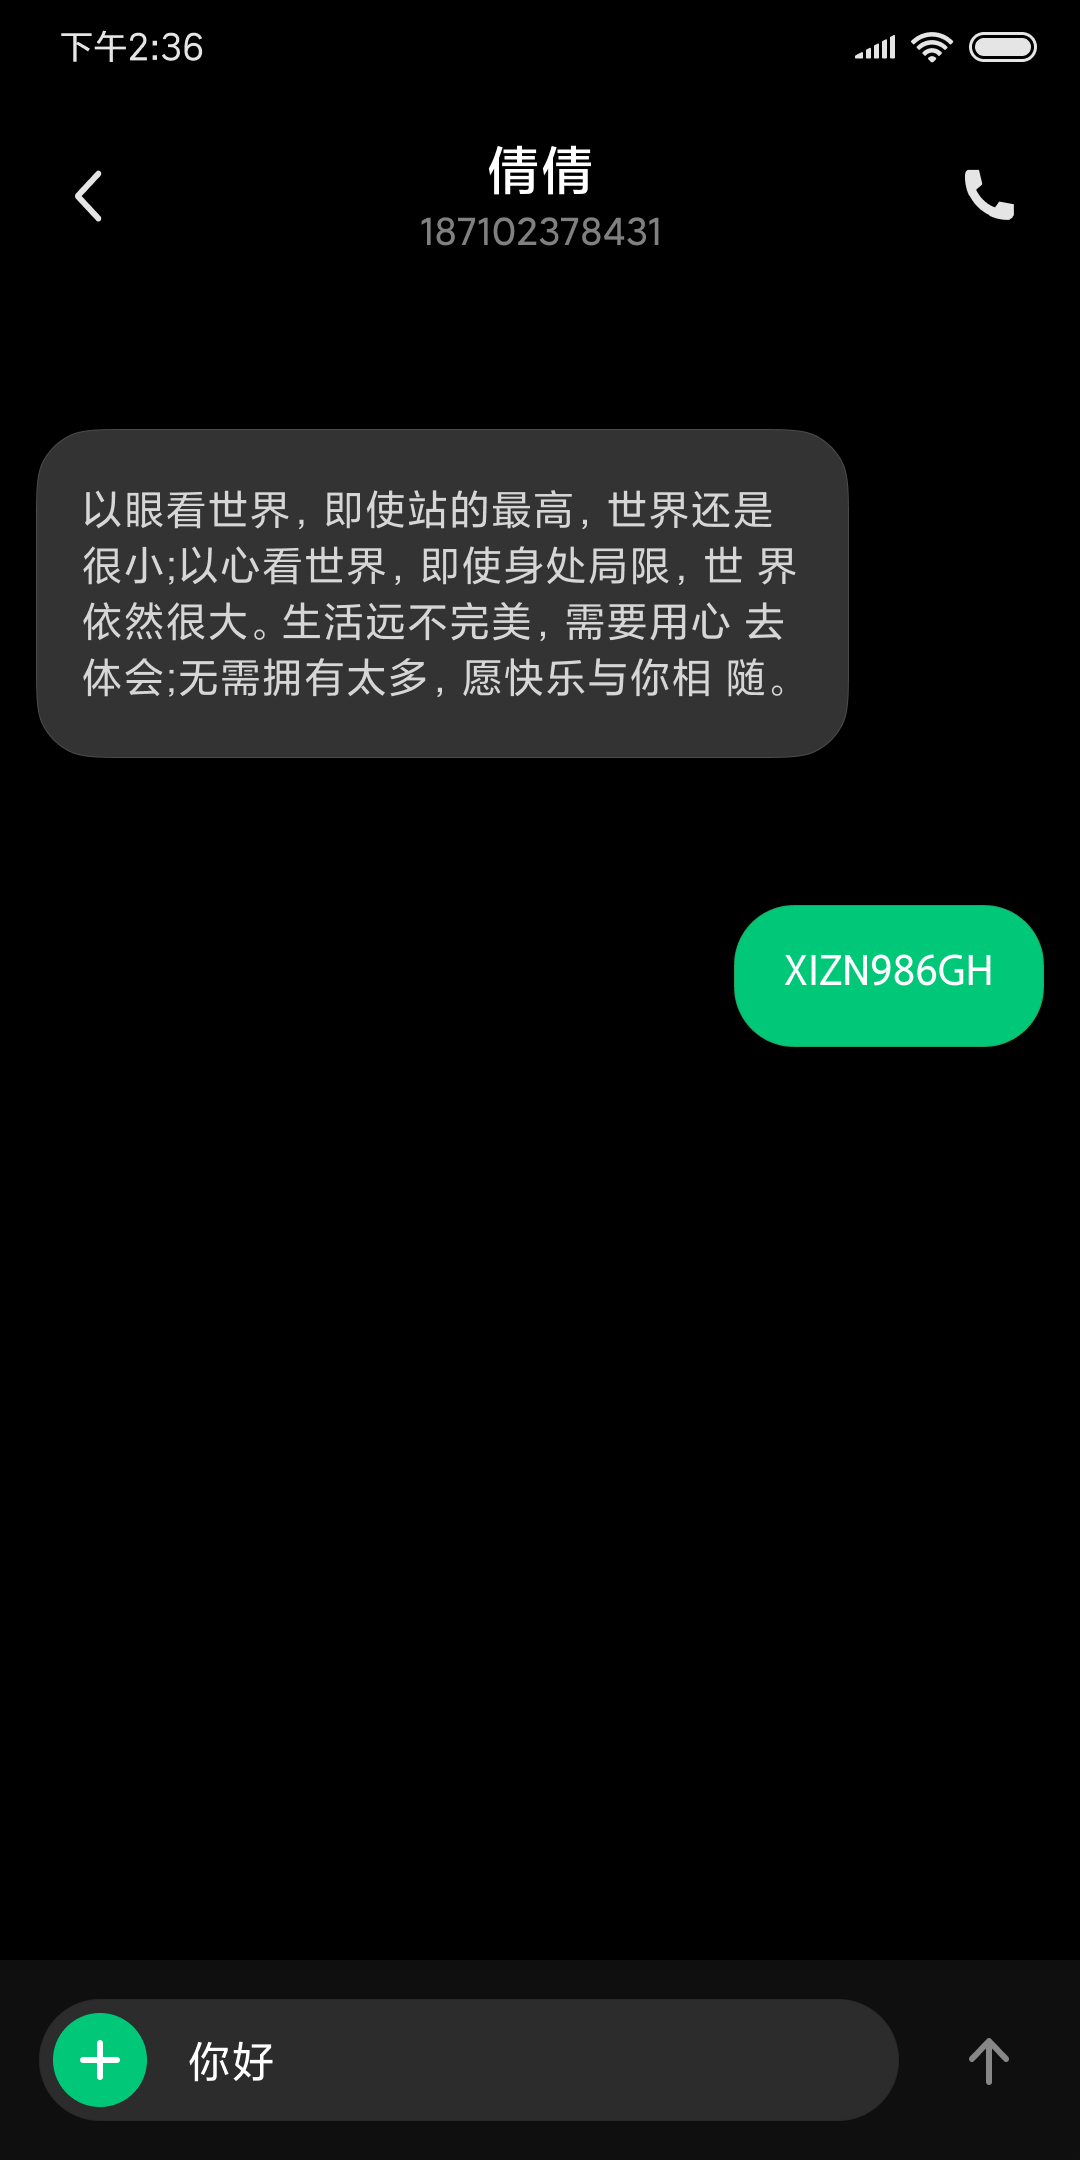 下午2:36
倩倩
187102378431
以眼看世界，即使站的最高，世界还是
很小;以心看世界，即使身处局限，世 界
依然很大。生活远不完美，需要用心 去
体会;无需拥有太多，愿快乐与你相 随。
XIZN986GH
你好